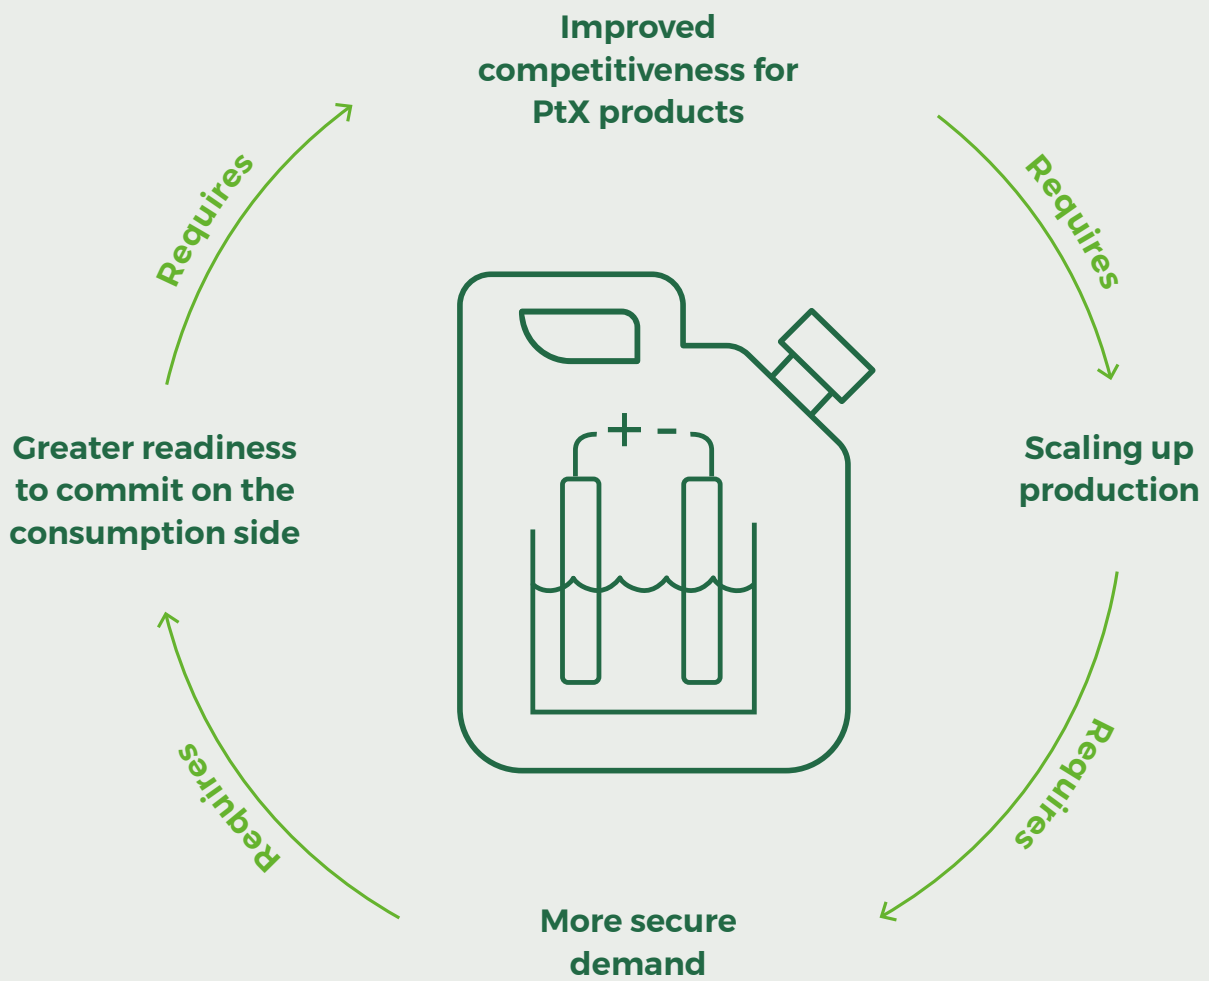 Improved
competitiveness for
PtX products
Requires
Requires
Greater readiness
to commit on the
consumption side
+ -
Scaling up
production
Requires
Requires
More secure
demand